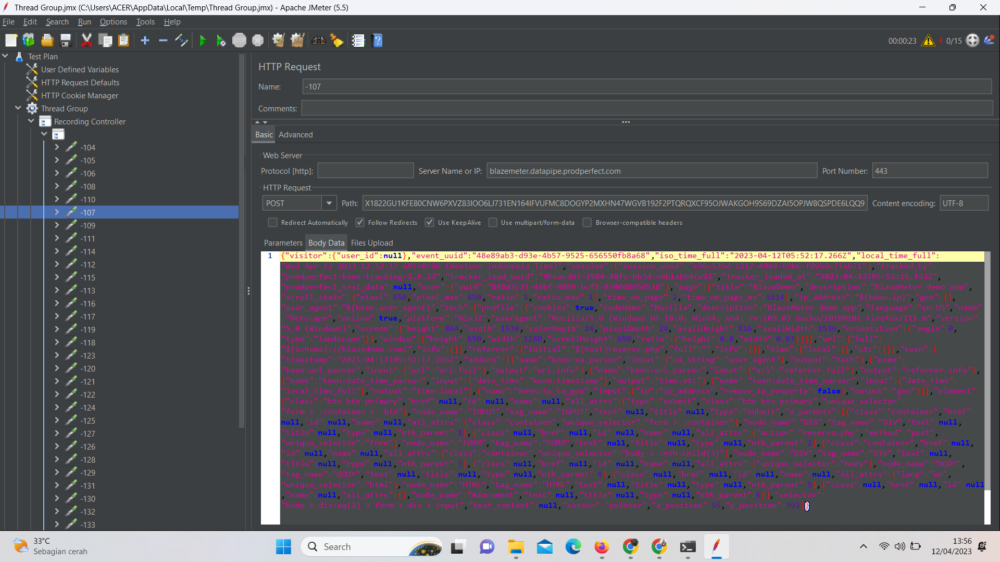 Thread Group.jmx (C:\Users\ACER\AppData\Local\Temp\Thread Group.jmx) - Apache JMeter (5.5)
File Edit Search Run Options Tools Help
STOP
00:00:23 4 0/15
Test Plan
User Defined Variables
HTTP Request Defaults
HTTP Cookie Manager
Thread Group
Recording Controller
-104
-105
-106
-108
-110
-107
-109
-111
-114
-112
-115
-113
-116
-117
-119
-118
-123
-120
-121
-122
-124
-125
-127
-126
-128
-129
-131
-130
-132
-133
HTTP Request
Name: -107
Comments:
Basic Advanced
Web Server
Protocol [http]: Server Name or IP: blazemeter.datapipe.prodperfect.com Port Number: 443
HTTP Request
POST Path: X1822GU1KFE80CNW6PXVZ83IOO6LJ731EN164IFVUFMC8DOGYP2MXHN47WGVB192F2PTQRQXCF95OJWAKGOH9S69DZAI5OPJW8QSPDE6LQQ9 Content encoding: UTF-8
Redirect Automatically Follow Redirects Use KeepAlive Use multipart/form-data Browser-compatible headers
Parameters Body Data Files Upload
1 {"visitor":{"user_id":null},"event_uuid":"48e89ab3-d93e-4b57-9525-656550fb8a68","iso_time_full":"2023-04-12T05:52:17.266Z","local_time_full":
"Wed Apr 12 2023 12:52:17 GMT+0700 (Western Indonesia Time)","session":{"session_uuid":"e96c535d-1217-4848-89b6-f0950c7feb71"},"tracked_by":
"prodperfect-keen-tracking-2.0.23","tracker_load_uuid":"9bcacd67-2584-48fc-bb3d-e6b1abb4ce92","tracker_loaded_at":"2023-04-12T05:52:15.452Z",
"prodperfect_test_data":null,"user":{"uuid":"848d2c21-46bf-4089-bcf5-8300d8656520"},"page":{"title":"BlazeDemo","description":"BlazeMeter demo app",
"scroll_state":{"pixel":650,"pixel_max":650,"ratio":1,"ratio_max":1},"time_on_page":2,"time_on_page_ms":1814},"ip_address":"${keen.ip}","geo":{},
"user_agent":"${keen.user_agent}","tech":{"profile":{"cookies":true,"codeName":"Mozilla","description":"BlazeMeter demo app","language":"en-US","name"
:"Netscape","online":true,"platform":"Win32","useragent":"Mozilla/5.0 (Windows NT 10.0; Win64; x64; rv:109.0) Gecko/20100101 Firefox/111.0","version":
"5.0 (Windows)","screen":{"height":864,"width":1536,"colorDepth":24,"pixelDepth":24,"availHeight":816,"availWidth":1536,"orientation":{"angle":0,
"type":"landscape"}},"window":{"height":650,"width":1280,"scrollHeight":650,"ratio":{"height":0.8,"width":0.83}}}},"url":{"full":
"${scheme}://blazedemo.com/","info":{}},"referrer":{"initial":"${host}reserve.php","full":"","info":{}},"time":{"local":{},"utc":{}},"keen":{
"timestamp":"2023-04-12T05:52:17.266Z","addons":[{"name":"keen:ua_parser","input":{"ua_string":"user_agent"},"output":"tech"},{"name":
"keen:url_parser","input":{"url":"url.full"},"output":"url.info"},{"name":"keen:url_parser","input":{"url":"referrer.full"},"output":"referrer.info"},
{"name":"keen:date_time_parser","input":{"date_time":"keen.timestamp"},"output":"time.utc"},{"name":"keen:date_time_parser","input":{"date_time":
"local_time_full"},"output":"time.local"},{"name":"keen:ip_to_geo","input":{"ip":"ip_address","remove_ip_property":false},"output":"geo"}]},"element":
{"class":"btn btn-primary","href":null,"id":null,"name":null,"all_attrs":{"type":"submit","class":"btn btn-primary","unique_selector":
"form > .container > .btn"},"node_name":"INPUT","tag_name":"INPUT","text":null,"title":null,"type":"submit","n_parents":[{"class":"container","href":
null,"id":null,"name":null,"all_attrs":{"class":"container","unique_selector":"form > .container"},"node_name":"DIV","tag_name":"DIV","text":null,
"title":null,"type":null,"nth_parent":1},{"class":null,"href":null,"id":null,"name":null,"all_attrs":{"action":"reserve.php","method":"post",
"unique_selector":"form"},"node_name":"FORM","tag_name":"FORM","text":null,"title":null,"type":null,"nth_parent":2},{"class":"container","href":null,
"id":null,"name":null,"all_attrs":{"class":"container","unique_selector":"body > :nth-child(3)"},"node_name":"DIV","tag_name":"DIV","text":null,
"title":null,"type":null,"nth_parent":3},{"class":null,"href":null,"id":null,"name":null,"all_attrs":{"unique_selector":"body"},"node_name":"BODY",
"tag_name":"BODY","text":null,"title":null,"type":null,"nth_parent":4},{"class":null,"href":null,"id":null,"name":null,"all_attrs":{"lang":"en",
"unique_selector":"html"},"node_name":"HTML","tag_name":"HTML","text":null,"title":null,"type":null,"nth_parent":5},{"class":null,"href":null,"id":null
,"name":null,"all_attrs":{},"node_name":"#document","text":null,"title":null,"type":null,"nth_parent":6}],"selector":
"body > div:eq(2) > form > div > input","text_content":null,"cursor":"pointer","x_position":55,"y_position":392}}
33°C
Sebagian cerah
Search
13:56
12/04/2023